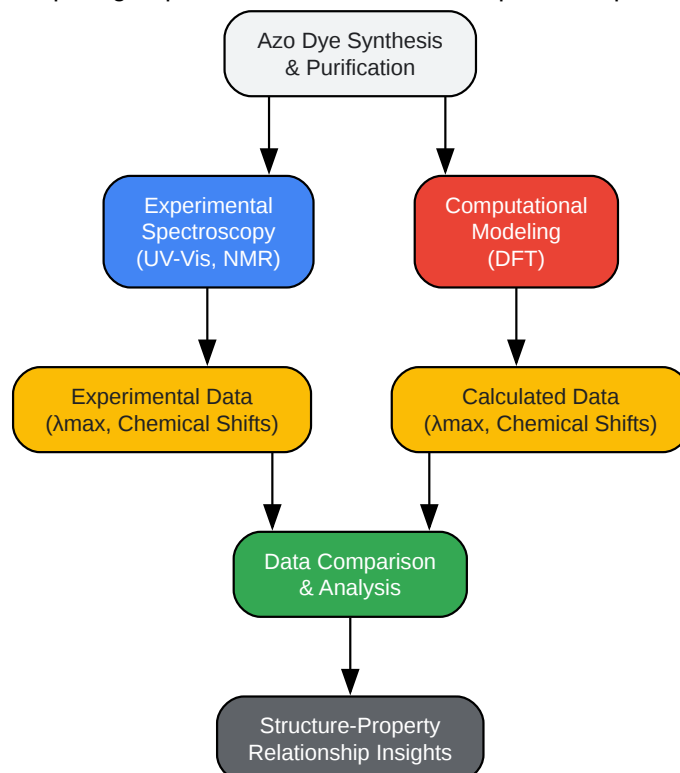 Azo Dye Synthesis
& Purification
Experimental
Spectroscopy
(UV-Vis, NMR)
Computational
Modeling
(DFT)
Experimental Data
(λmax, Chemical Shifts)
Calculated Data
(λmax, Chemical Shifts)
Data Comparison
& Analysis
Structure-Property
Relationship Insights